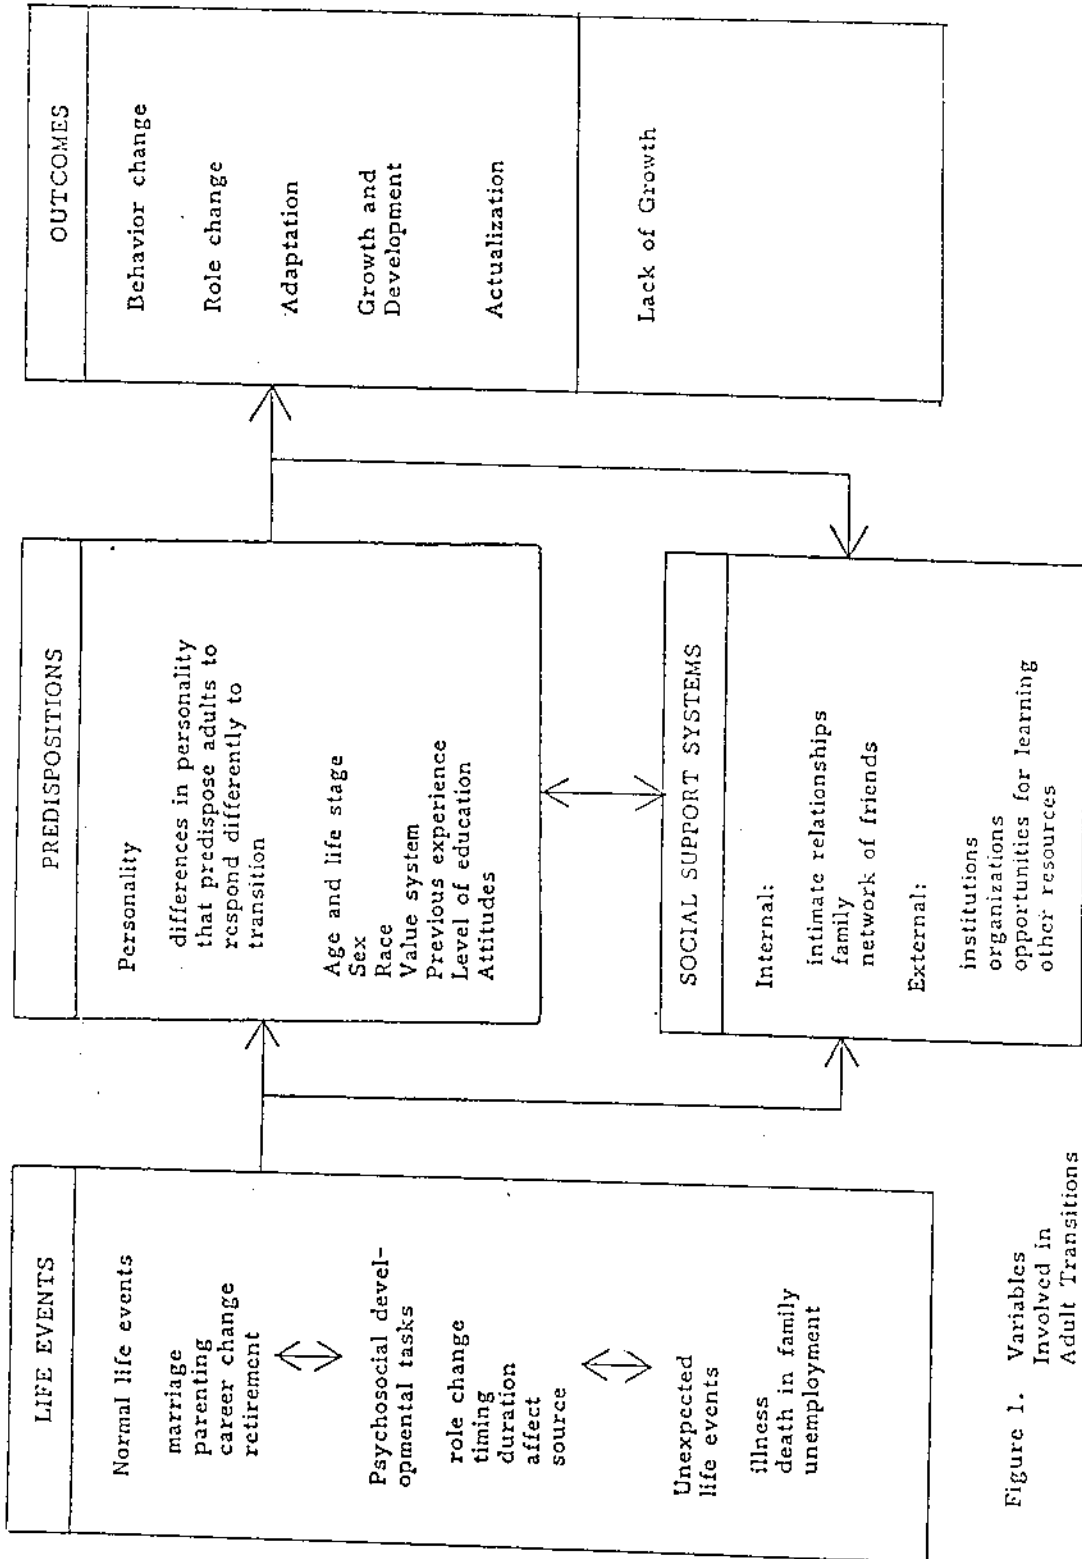 LIFE EVENTS
Normal life events
marriage
parenting
career change
retirement
Psychosocial devel-
opmental tasks
role change
timing
duration
affect
source
Unexpected
life events
illness
death in family
unemployment
PREDISPOSITIONS
Personality
differences in personality
that predispose adults to
respond differently to
transition
Age and life stage
Sex
Race
Value system
Previous experience
Level of education
Attitudes
SOCIAL SUPPORT SYSTEMS
Internal:
intimate relationships
family
network of friends
External:
institutions
organizations
opportunities for learning
other resources
OUTCOMES
Behavior change
Role change
Adaptation
Growth and
Development
Actualization
Lack of Growth
Figure 1. Variables
Involved in
Adult Transitions